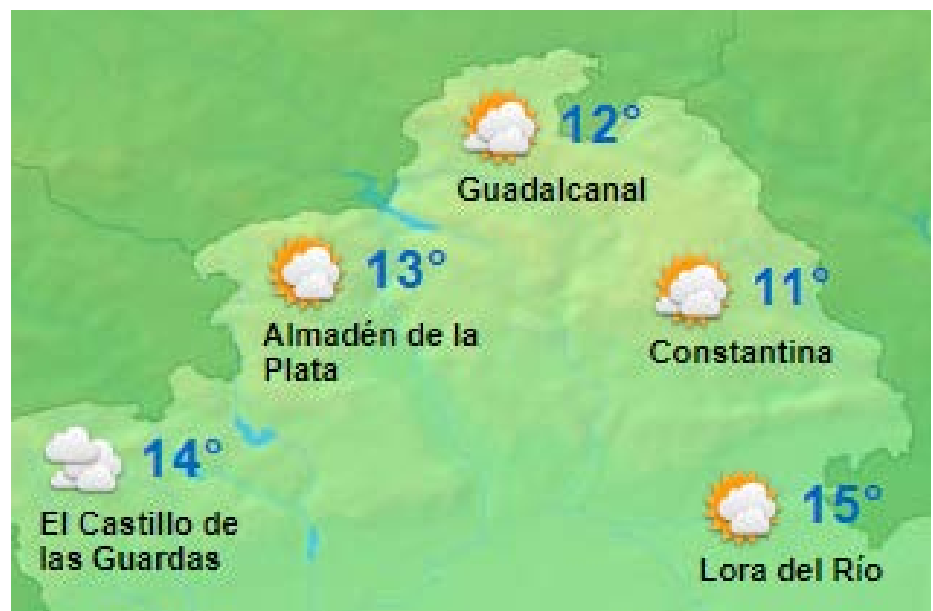 12°
Guadalcanal
13°
Almadén de la
Plata
11°
Constantina
14°
El Castillo de
las Guardas
15°
Lora del Río